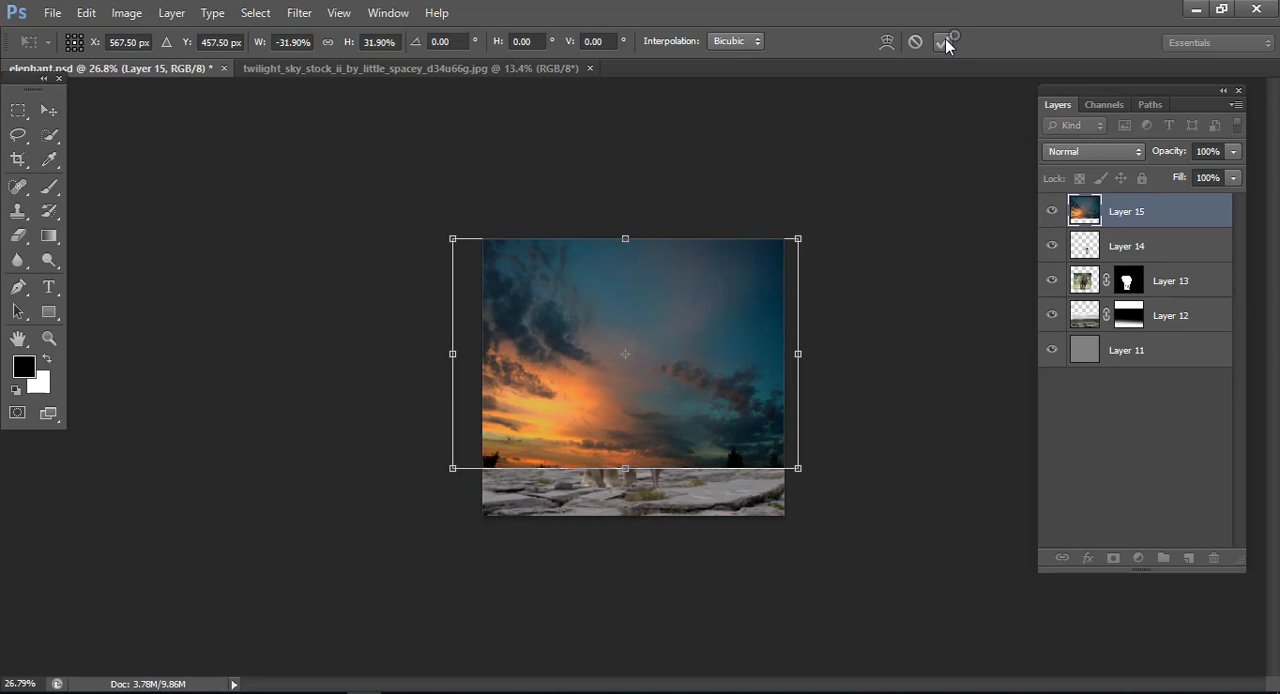 Ps File Edit Image Layer Type Select Filter View Window Help
X: 567.50 px Y: 457.50 px W: -31.90% H: 31.90% 0.00 ° H: 0.00 ° V: 0.00 ° Interpolation: Bicubic Essentials
elephant.psd @ 26.8% (Layer 15, RGB/8) * × twilight_sky_stock_ii_by_little_spacey_d34u66g.jpg @ 13.4% (RGB/8*) ×
Layers Channels Paths
Kind
Normal Opacity: 100%
Lock: Fill: 100%
Layer 15
Layer 14
Layer 13
Layer 12
Layer 11
26.79% Doc: 3.78M/9.86M